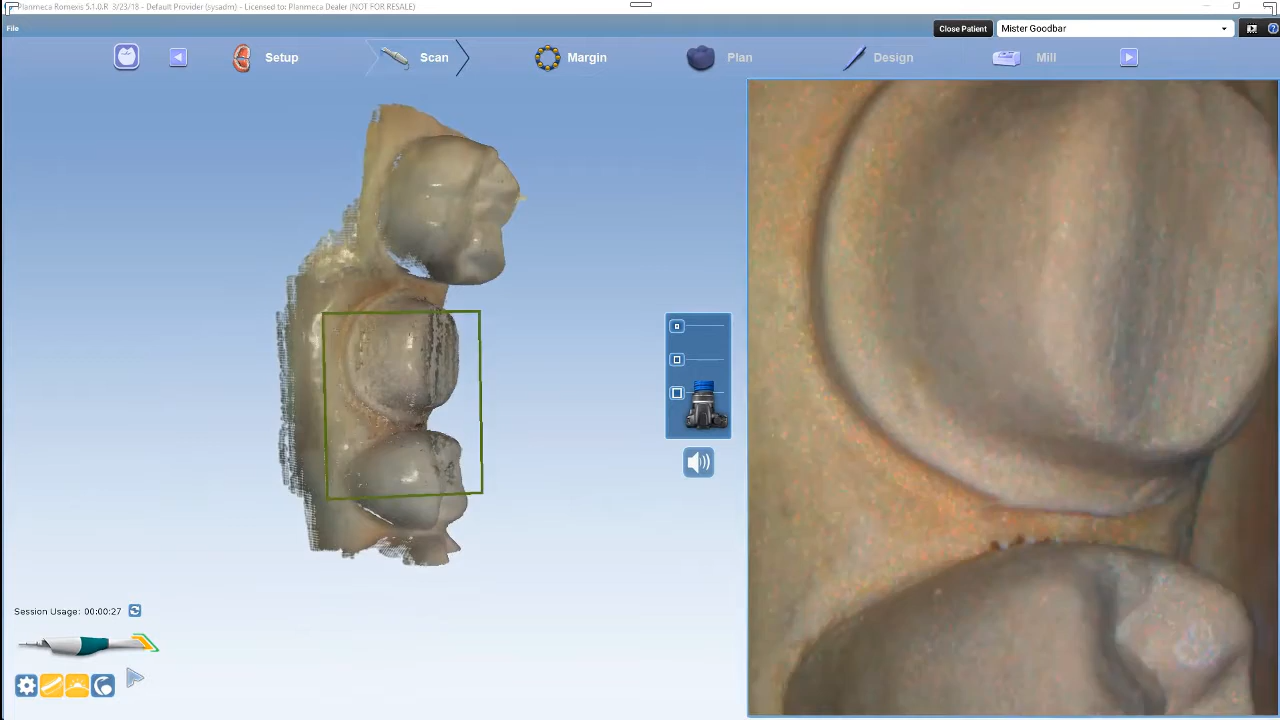 Planmeca Romexis 5.1.0.R 3/23/18 - Default Provider (sysadm) - Licensed to: Planmeca Dealer (NOT FOR RESALE)
File
Close Patient
Mister Goodbar
Setup
Scan
Margin
Plan
Design
Mill
Session Usage: 00:00:27